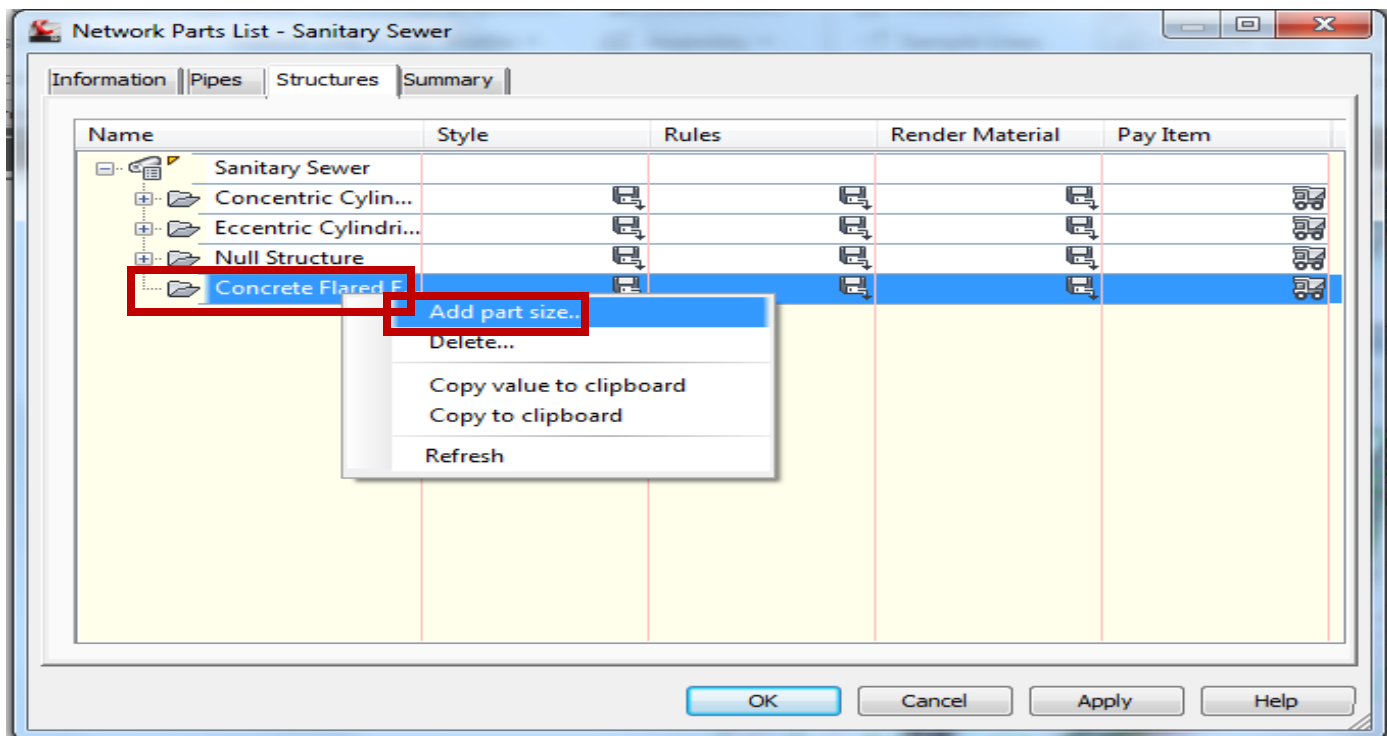 Network Parts List - Sanitary Sewer
Information Pipes Structures Summary
Name Style Rules Render Material Pay Item
Sanitary Sewer
Concentric Cylin...
Eccentric Cylindri...
Null Structure
Concrete Flared
Add part size..
Delete...
Copy value to clipboard
Copy to clipboard
Refresh
OK Cancel Apply Help